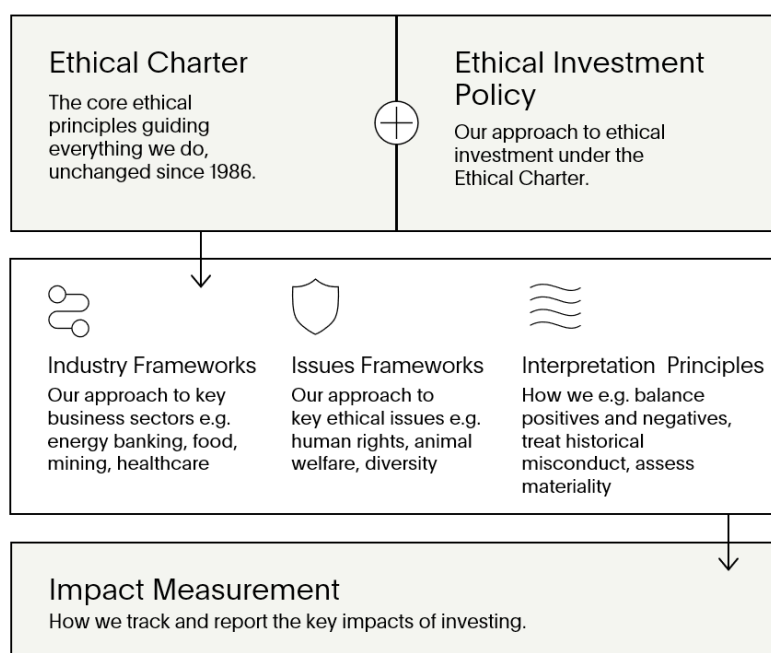 Ethical Charter
The core ethical
principles guiding
everything we do,
unchanged since 1986.
Ethical Investment
Policy
Our approach to ethical
investment under the
Ethical Charter.
Industry Frameworks
Our approach to key
business sectors e.g.
energy banking, food,
mining, healthcare
Issues Frameworks
Our approach to
key ethical issues e.g.
human rights, animal
welfare, diversity
Interpretation Principles
How we e.g. balance
positives and negatives,
treat historical
misconduct, assess
materiality
Impact Measurement
How we track and report the key impacts of investing.